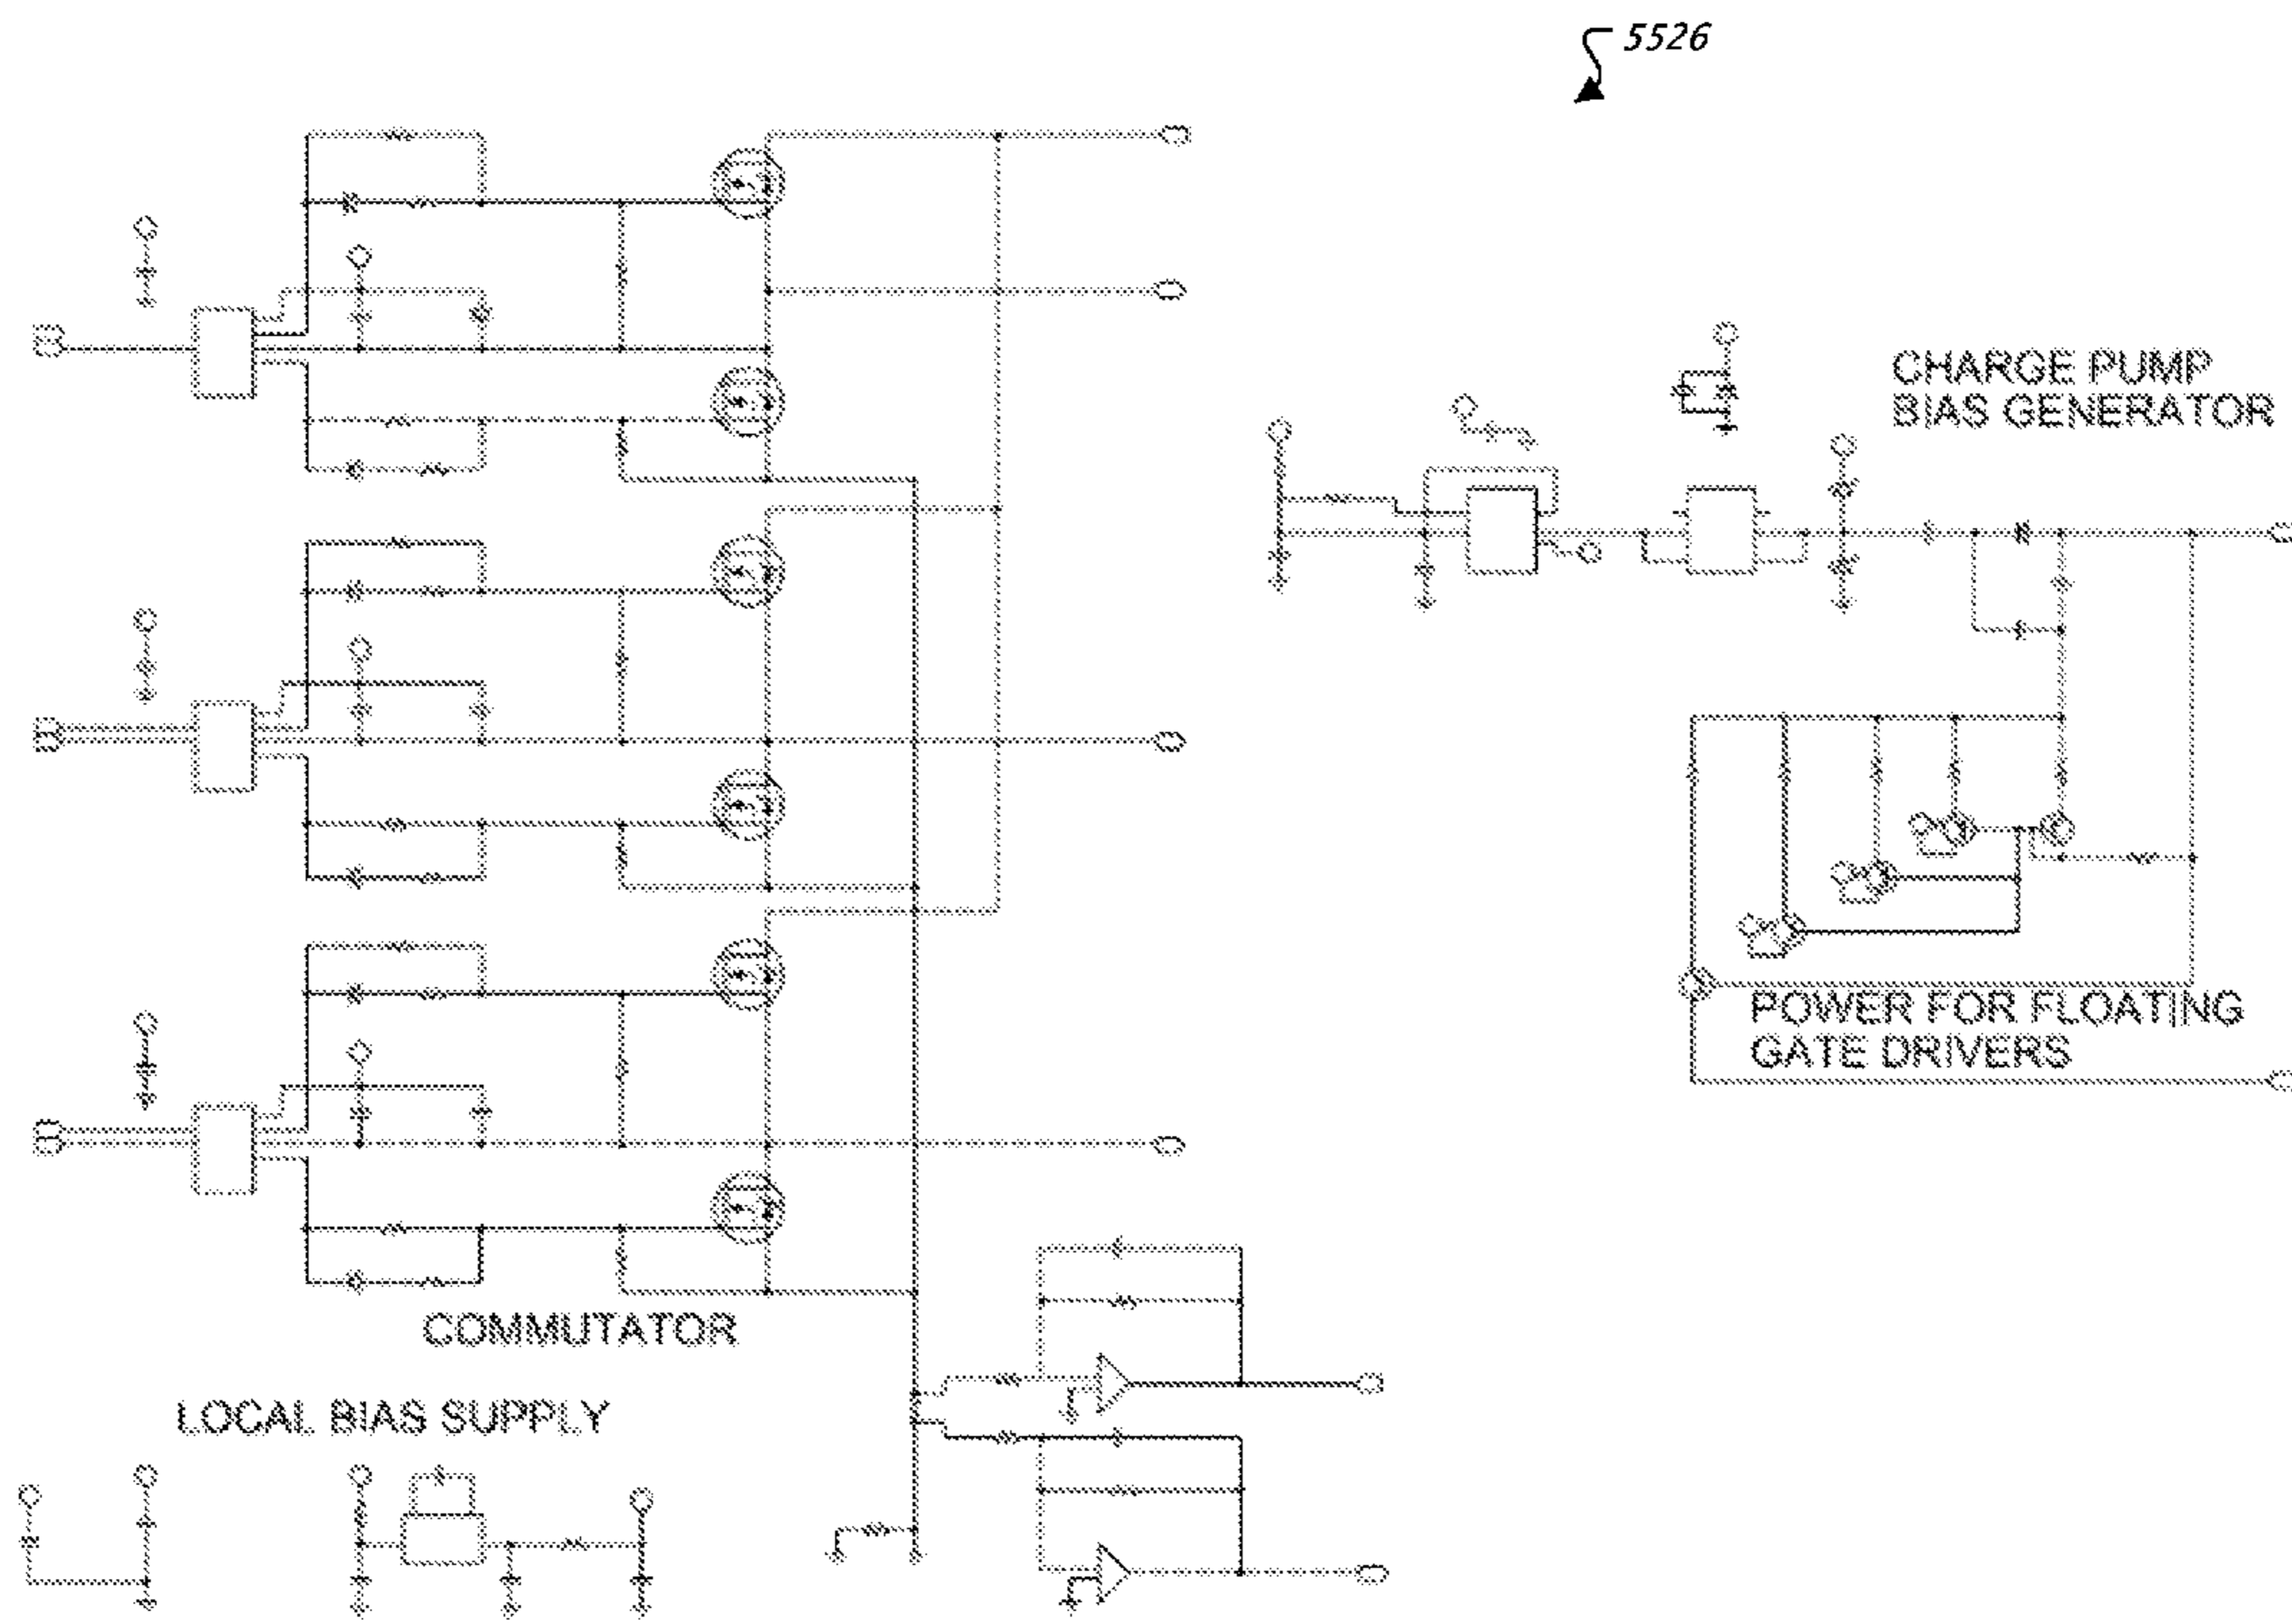 5526
CHARGE PUMP
BIAS GENERATOR
POWER FOR FLOATING
GATE DRIVERS
COMMUTATOR
LOCAL BIAS SUPPLY